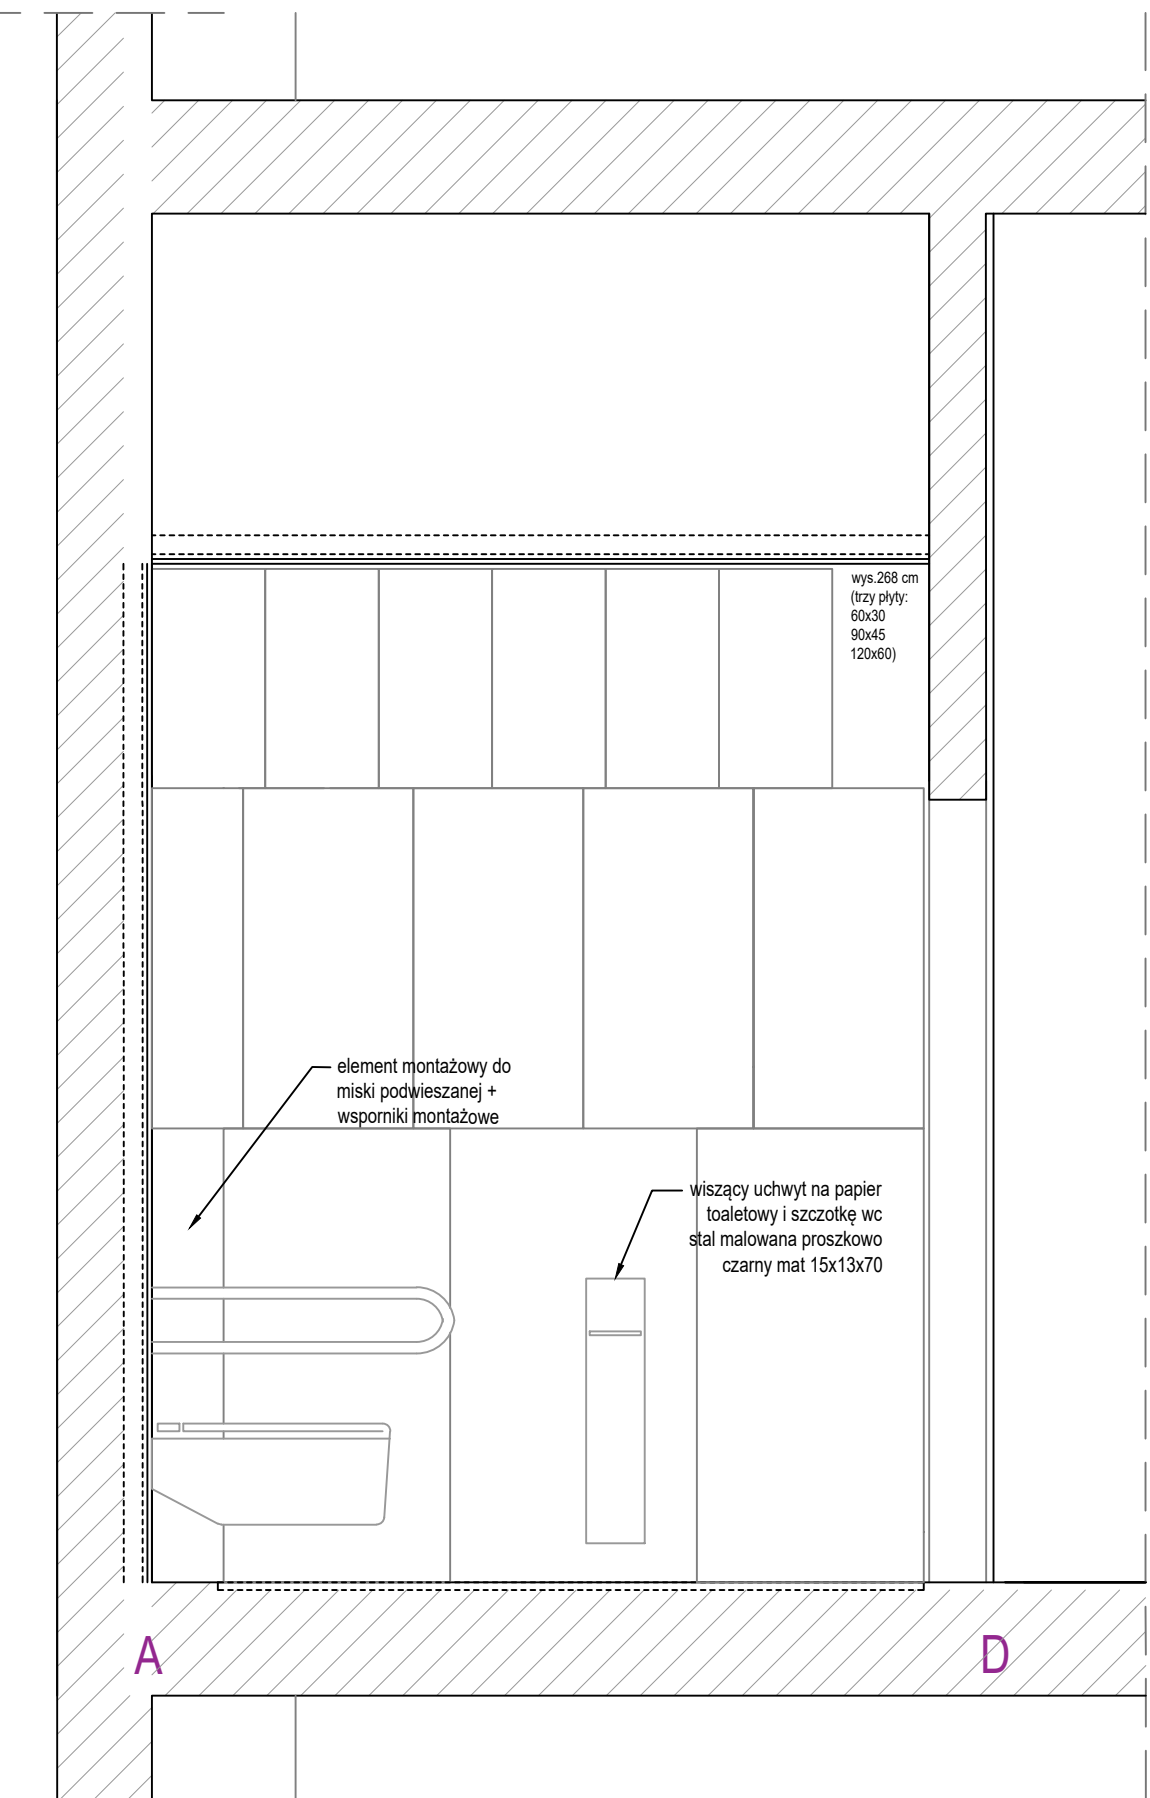 wys.268 cm
(trzy płyty:
60x30
90x45
120x60)
element montażowy do
miski podwieszanej +
wsporniki montażowe
wiszący uchwyt na papier
toaletowy i szczotkę wc
stal malowana proszkowo
czarny mat 15x13x70
A
D